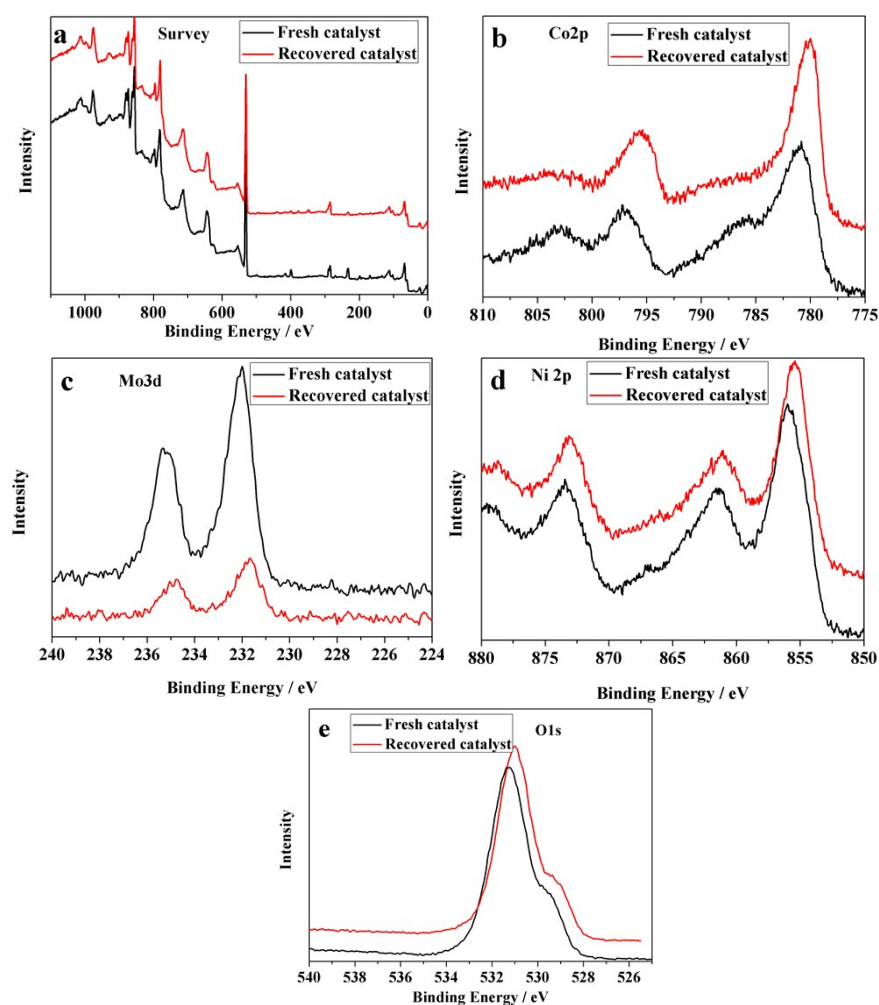 a
Survey
Fresh catalyst
Recovered catalyst
Intensity
1000 800 600 400 200 0
Binding Energy / eV
b
Co2p
Fresh catalyst
Recovered catalyst
Intensity
810 805 800 795 790 785 780 775
Binding Energy / eV
c
Mo3d
Fresh catalyst
Recovered catalyst
Intensity
240 238 236 234 232 230 228 226 224
Binding Energy / eV
d
Ni 2p
Fresh catalyst
Recovered catalyst
Intensity
880 875 870 865 860 855 850
Binding Energy / eV
e
O1s
Fresh catalyst
Recovered catalyst
Intensity
540 538 536 534 532 530 528 526
Binding Energy / eV